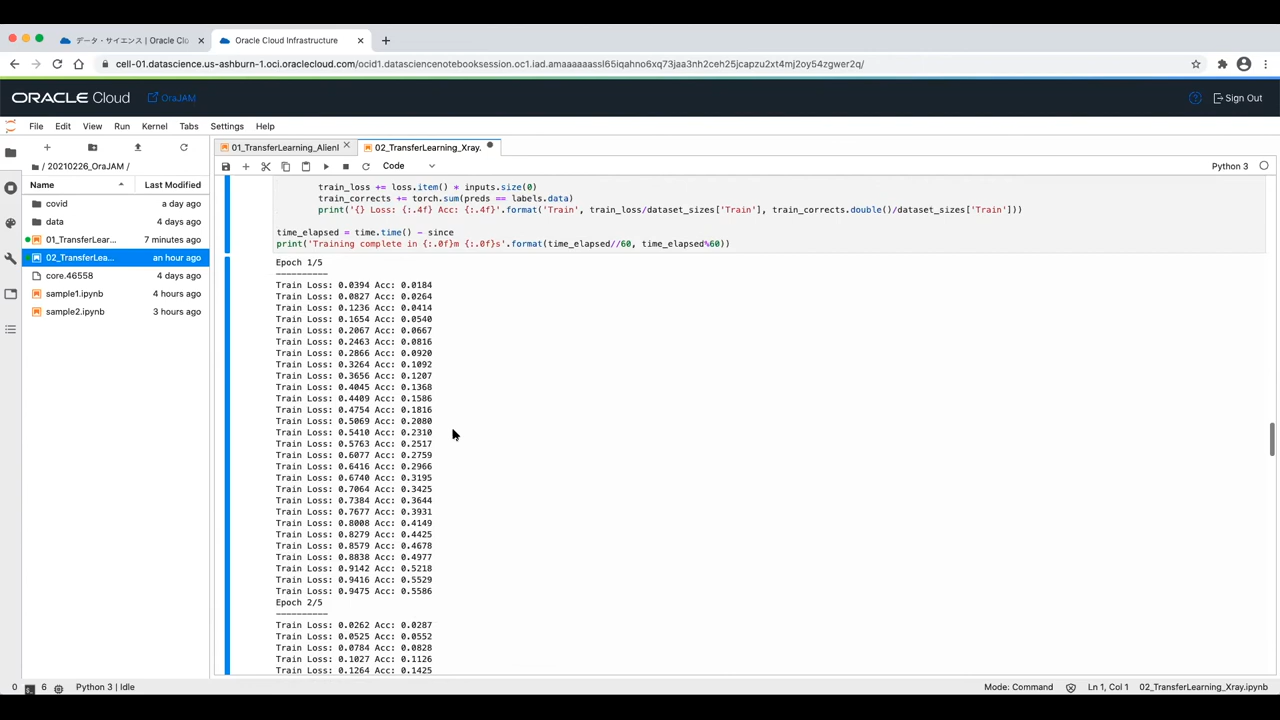 データ・サイエンス | Oracle Clo
Oracle Cloud Infrastructure
cell-01.datascience.us-ashburn-1.oci.oraclecloud.com/ocid1.datasciencenotebooksession.oc1.iad.amaaaaaassl65iqahno6xq73jaa3nh2ceh25jcapzu2xt4mj2oy54zgwer2q/
ORACLE Cloud
OraJAM
Sign Out
File Edit View Run Kernel Tabs Settings Help
01_TransferLearning_AlienI
02_TransferLearning_Xray.
/ 20210226_OraJAM /
Code
Python 3
Name Last Modified
covid a day ago
data 4 days ago
01_TransferLear... 7 minutes ago
02_TransferLea... an hour ago
core.46558 4 days ago
sample1.ipynb 4 hours ago
sample2.ipynb 3 hours ago
train_loss += loss.item() * inputs.size(0)
train_corrects += torch.sum(preds == labels.data)
print('{} Loss: {:.4f} Acc: {:.4f}'.format('Train', train_loss/dataset_sizes['Train'], train_corrects.double()/dataset_sizes['Train']))
time_elapsed = time.time() - since
print('Training complete in {:.0f}m {:.0f}s'.format(time_elapsed//60, time_elapsed%60))
Epoch 1/5
----------
Train Loss: 0.0394 Acc: 0.0184
Train Loss: 0.0827 Acc: 0.0264
Train Loss: 0.1236 Acc: 0.0414
Train Loss: 0.1654 Acc: 0.0540
Train Loss: 0.2067 Acc: 0.0667
Train Loss: 0.2463 Acc: 0.0816
Train Loss: 0.2866 Acc: 0.0920
Train Loss: 0.3264 Acc: 0.1092
Train Loss: 0.3656 Acc: 0.1207
Train Loss: 0.4045 Acc: 0.1368
Train Loss: 0.4409 Acc: 0.1586
Train Loss: 0.4754 Acc: 0.1816
Train Loss: 0.5069 Acc: 0.2080
Train Loss: 0.5410 Acc: 0.2310
Train Loss: 0.5763 Acc: 0.2517
Train Loss: 0.6077 Acc: 0.2759
Train Loss: 0.6416 Acc: 0.2966
Train Loss: 0.6740 Acc: 0.3195
Train Loss: 0.7064 Acc: 0.3425
Train Loss: 0.7384 Acc: 0.3644
Train Loss: 0.7677 Acc: 0.3931
Train Loss: 0.8008 Acc: 0.4149
Train Loss: 0.8279 Acc: 0.4425
Train Loss: 0.8579 Acc: 0.4678
Train Loss: 0.8838 Acc: 0.4977
Train Loss: 0.9142 Acc: 0.5218
Train Loss: 0.9416 Acc: 0.5529
Train Loss: 0.9475 Acc: 0.5586
Epoch 2/5
----------
Train Loss: 0.0262 Acc: 0.0287
Train Loss: 0.0525 Acc: 0.0552
Train Loss: 0.0784 Acc: 0.0828
Train Loss: 0.1027 Acc: 0.1126
Train Loss: 0.1264 Acc: 0.1425
0 6 Python 3 | Idle
Mode: Command Ln 1, Col 1 02_TransferLearning_Xray.ipynb